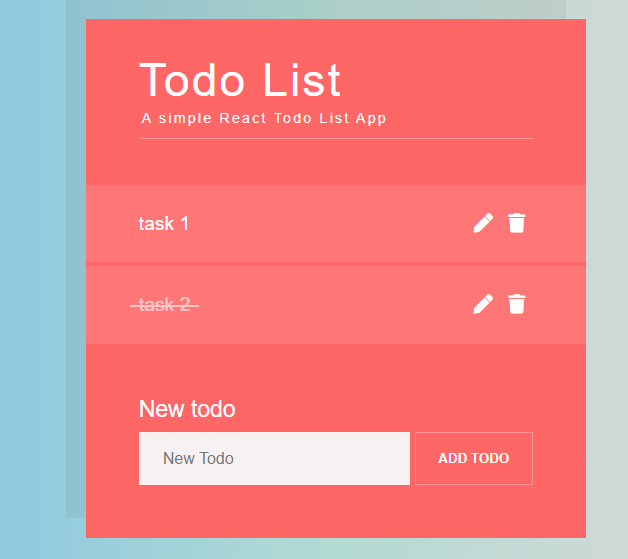 Todo List
A simple React Todo List App
task 1
task 2
New todo
New Todo
ADD TODO